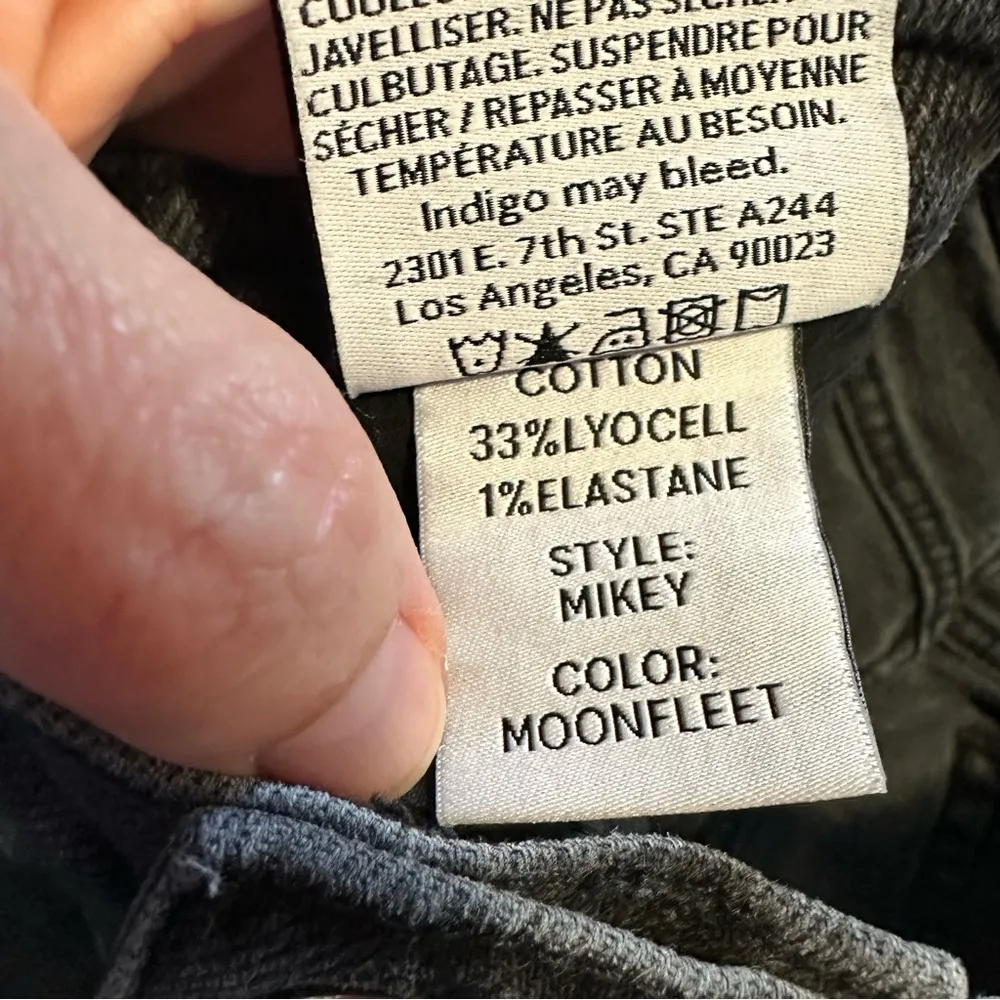 JAVELLISER. NE PAS SÉCHER
CULBUTAGE. SUSPENDRE POUR
SÉCHER / REPASSER À MOYENNE
TEMPÉRATURE AU BESOIN.
Indigo may bleed.
2301 E. 7th St. STE A244
Los Angeles, CA 90023
COTTON
33%LYOCELL
1%ELASTANE
STYLE:
MIKEY
COLOR:
MOONFLEET